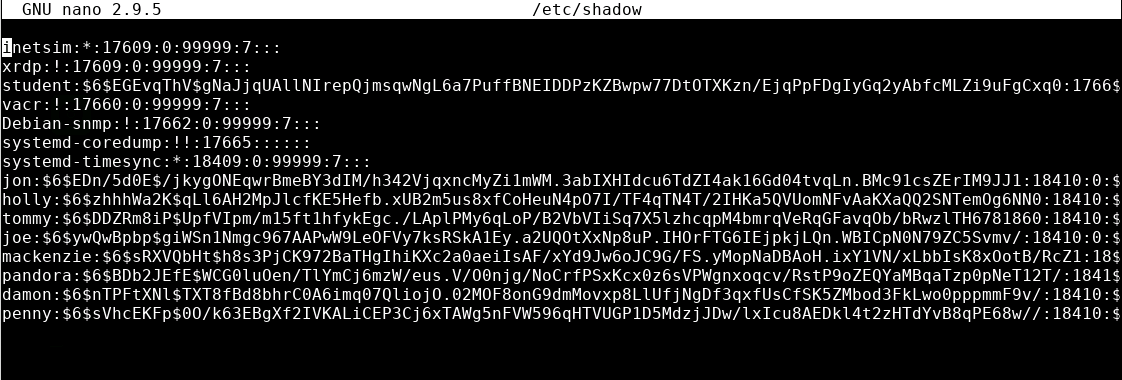 GNU nano 2.9.5 /etc/shadow
inetsim:*:17609:0:99999:7:::
xrdp:!:17609:0:99999:7:::
student:$6$EGEvqThV$gNaJjqUAllNIrepQjmsqwNgL6a7PuffBNEIDDPzKZBwpw77DtOTXKzn/EjqPpFDgIyGq2yAbfcMLZi9uFgCxq0:1766$
vacr:!:17660:0:99999:7:::
Debian-snmp:!:17662:0:99999:7:::
systemd-coredump:!!:17665::::::
systemd-timesync:*:18409:0:99999:7:::
jon:$6$EDn/5d0E$/jkygONEqwrBmeBY3dIM/h342VjqxncMyZi1mWM.3abIXHIdcu6TdZI4ak16Gd04tvqLn.BMc91csZErIM9JJ1:18410:0:$
holly:$6$zhhhWa2K$qLl6AH2MpJlcfKE5Hefb.xUB2m5us8xfCoHeuN4pO7I/TF4qTN4T/2IHKa5QVUomNFvAaKXaQQ2SNTemOg6NN0:18410:$
tommy:$6$DDZRm8iP$UpfVIpm/m15ft1hfykEgc./LAplPMy6qLoP/B2VbVIiSq7X5lzhcqpM4bmrqVeRqGFavqOb/bRwzlTH6781860:18410:$
joe:$6$ywQwBpbp$giWSn1Nmgc967AAPwW9LeOFVy7ksRSkA1Ey.a2UQOtXxNp8uP.IHOrFTG6IEjpkjLQn.WBICpN0N79ZC5Svmv/:18410:0:$
mackenzie:$6$sRXVQbHt$h8s3PjCK972BaTHgIhiKXc2a0aeiIsAF/xYd9Jw6oJC9G/FS.yMopNaDBAoH.ixY1VN/xLbbIsK8xOotB/RcZ1:18$
pandora:$6$BDb2JEfE$WCG0luOen/TlYmCj6mzW/eus.V/O0njg/NoCrfPSxKcx0z6sVPWgnxoqcv/RstP9oZEQYaMBqaTzp0pNeT12T/:1841$
damon:$6$nTPFtXNl$TXT8fBd8bhrC0A6imq07QliojO.02MOF8onG9dmMovxp8LlUfjNgDf3qxfUsCfSK5ZMbod3FkLwo0pppmmF9v/:18410:$
penny:$6$sVhcEKFp$0O/k63EBgXf2IVKALiCEP3Cj6xTAWg5nFVW596qHTVUGP1D5MdzjJDw/lxIcu8AEDkl4t2zHTdYvB8qPE68w//:18410:$